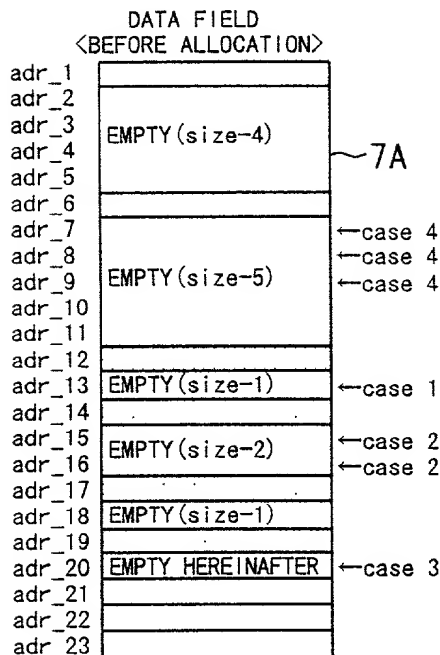 DATA FIELD
<BEFORE ALLOCATION>
adr_1
adr_2
adr_3
EMPTY(size-4)
adr_4
7A
adr_5
adr_6
adr_7 ←case 4
adr_8 ←case 4
adr_9 EMPTY(size-5) ←case 4
adr_10
adr_11
adr_12
adr_13 EMPTY(size-1) ←case 1
adr_14
adr_15 EMPTY(size-2) ←case 2
adr_16 ←case 2
adr_17
adr_18 EMPTY(size-1)
adr_19
adr_20 EMPTY HEREINAFTER ←case 3
adr_21
adr_22
adr_23